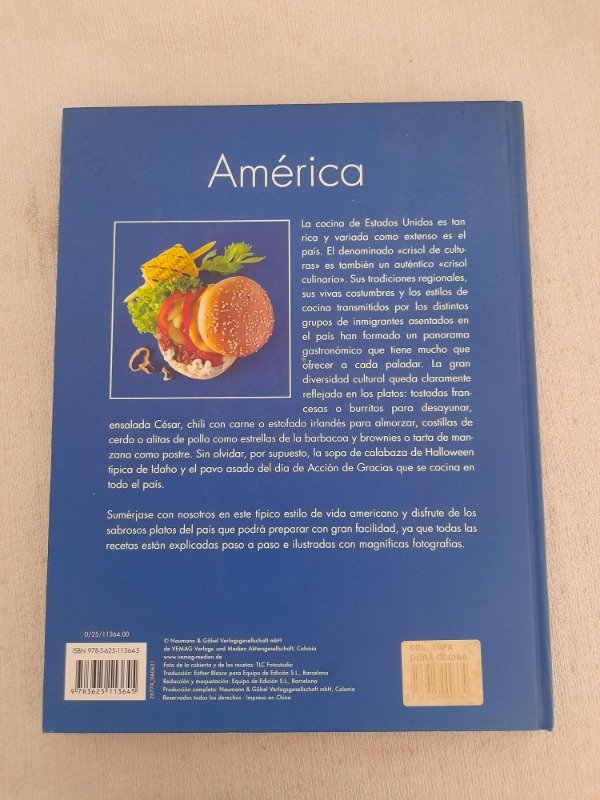 América
La cocina de Estados Unidos es tan
rica y variada como extenso es el
país. El denominado «crisol de cultu-
ras» es también un auténtico «crisol
culinario». Sus tradiciones regionales,
sus vivas costumbres y los estilos de
cocina transmitidos por los distintos
grupos de inmigrantes asentados en
el país han formado un panorama
gastronómico que tiene mucho que
ofrecer a cada paladar. La gran
diversidad cultural queda claramente
reflejada en los platos: tostadas fran-
cesas o burritos para desayunar,
ensalada César, chili con carne o estofado irlandés para almorzar, costillas de
cerdo o alitas de pollo como estrellas de la barbacoa y brownies o tarta de man-
zana como postre. Sin olvidar, por supuesto, la sopa de calabaza de Halloween
típica de Idaho y el pavo asado del día de Acción de Gracias que se cocina en
todo el país.
Sumérjase con nosotros en este típico estilo de vida americano y disfrute de los
sabrosos platos del país que podrá preparar con gran facilidad, ya que todas las
recetas están explicadas paso a paso e ilustradas con magníficas fotografías.
0/25/11364.00
ISBN 978-3-625-11364-5
9 783625 113645
© Naumann & Göbel Verlagsgesellschaft mbH
de VEMAG Verlags- und Medien Aktiengesellschaft, Colonia
www.vemag-medien.de
Foto de la cubierta y de las recetas: TLC Fotostudio
Traducción: Esther Blasco para Equipo de Edición S.L., Barcelona
Redacción y maquetación: Equipo de Edición S.L., Barcelona
Producción completa: Naumann & Göbel Verlagsgesellschaft mbH, Colonia
Reservados todos los derechos · Impreso en China
COL TAPA
DURA COCINA